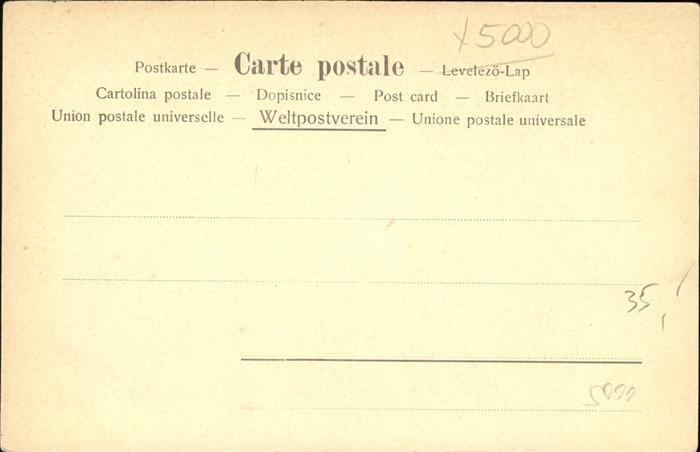 x5000
Postkarte — Carte postale — Levelező-Lap
Cartolina postale — Dopisnice — Post card — Briefkaart
Union postale universelle — Weltpostverein — Unione postale universale
35
5000